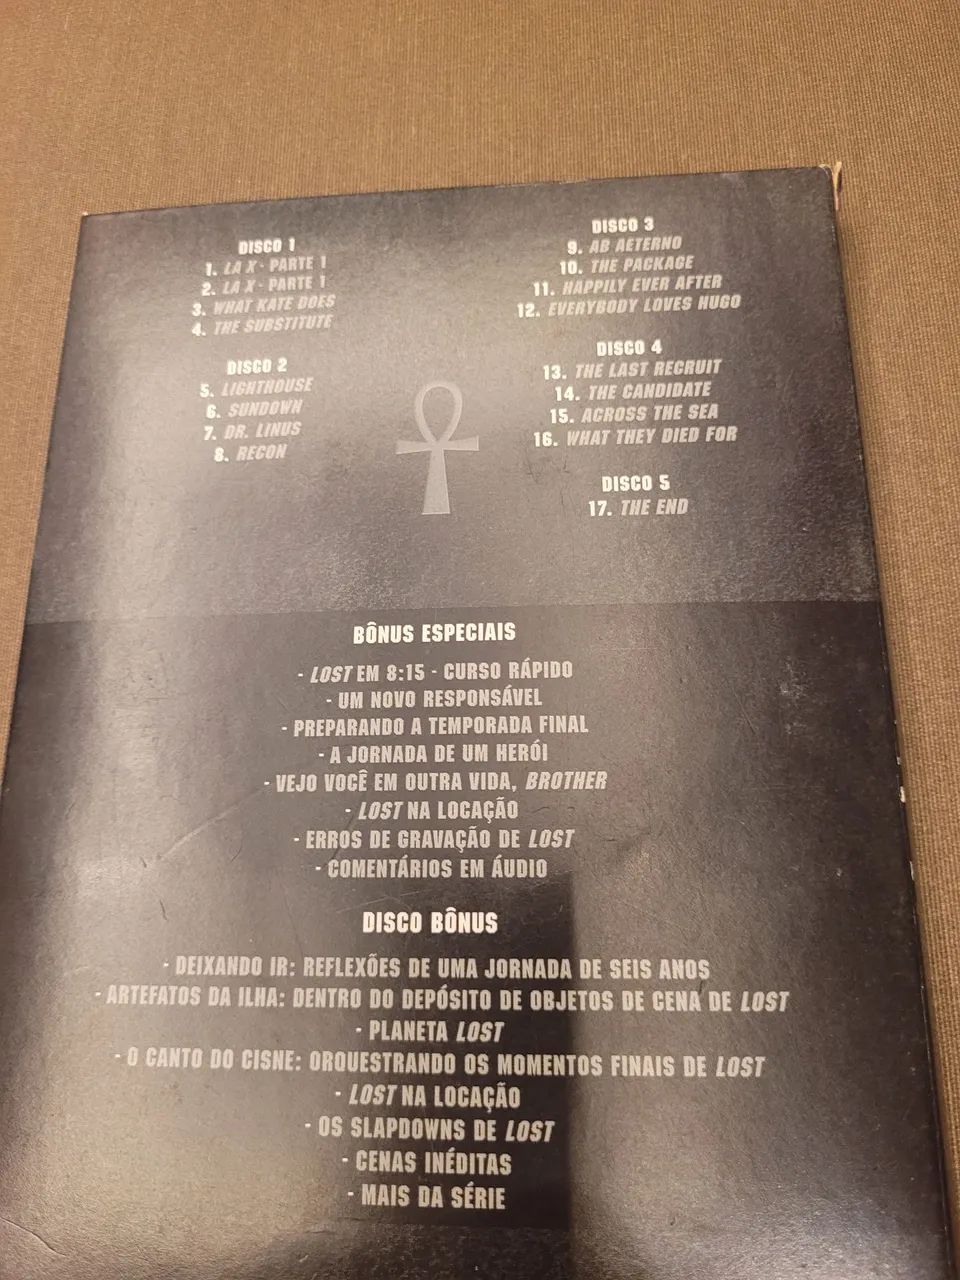 DISCO 1
1. LA X - PARTE 1
2. LA X - PARTE 1
3. WHAT KATE DOES
4. THE SUBSTITUTE
DISCO 2
5. LIGHTHOUSE
6. SUNDOWN
7. DR. LINUS
8. RECON
DISCO 3
9. AB AETERNO
10. THE PACKAGE
11. HAPPILY EVER AFTER
12. EVERYBODY LOVES HUGO
DISCO 4
13. THE LAST RECRUIT
14. THE CANDIDATE
15. ACROSS THE SEA
16. WHAT THEY DIED FOR
DISCO 5
17. THE END
BÔNUS ESPECIAIS
- LOST EM 8:15 - CURSO RÁPIDO
- UM NOVO RESPONSÁVEL
- PREPARANDO A TEMPORADA FINAL
- A JORNADA DE UM HERÓI
- VEJO VOCÊ EM OUTRA VIDA, BROTHER
- LOST NA LOCAÇÃO
- ERROS DE GRAVAÇÃO DE LOST
- COMENTÁRIOS EM ÁUDIO
DISCO BÔNUS
- DEIXANDO IR: REFLEXÕES DE UMA JORNADA DE SEIS ANOS
- ARTEFATOS DA ILHA: DENTRO DO DEPÓSITO DE OBJETOS DE CENA DE LOST
- PLANETA LOST
- O CANTO DO CISNE: ORQUESTRANDO OS MOMENTOS FINAIS DE LOST
- LOST NA LOCAÇÃO
- OS SLAPDOWNS DE LOST
- CENAS INÉDITAS
- MAIS DA SÉRIE